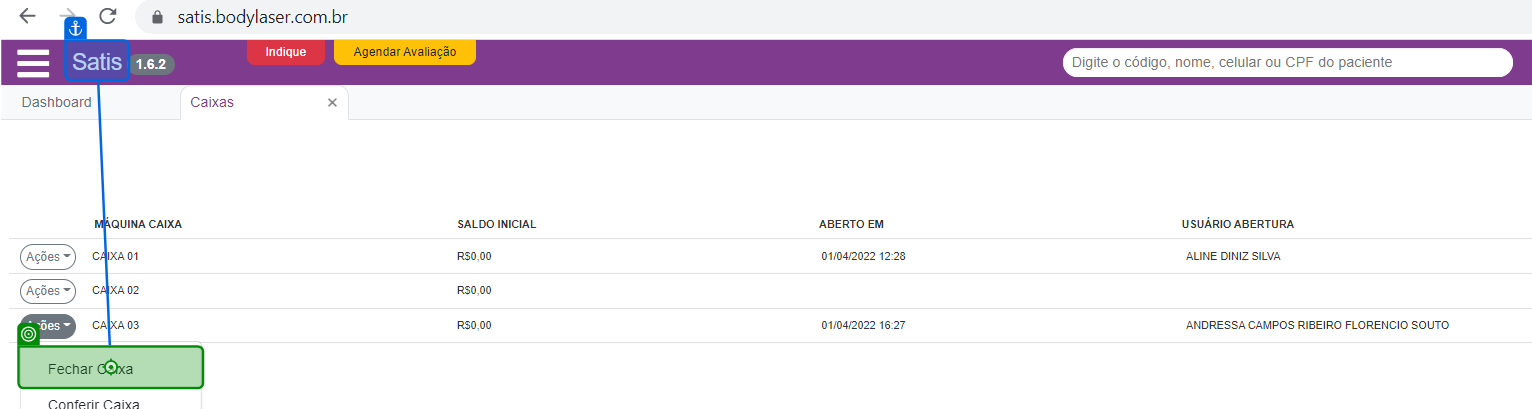 satis.bodylaser.com.br
Satis 1.6.2 Indique Agendar Avaliação Digite o código, nome, celular ou CPF do paciente
Dashboard Caixas
MÁQUINA CAIXA SALDO INICIAL ABERTO EM USUÁRIO ABERTURA
Ações CAIXA 01 R$0,00 01/04/2022 12:28 ALINE DINIZ SILVA
Ações CAIXA 02 R$0,00
Ações CAIXA 03 R$0,00 01/04/2022 16:27 ANDRESSA CAMPOS RIBEIRO FLORENCIO SOUTO
Fechar Caixa
Conferir Caixa